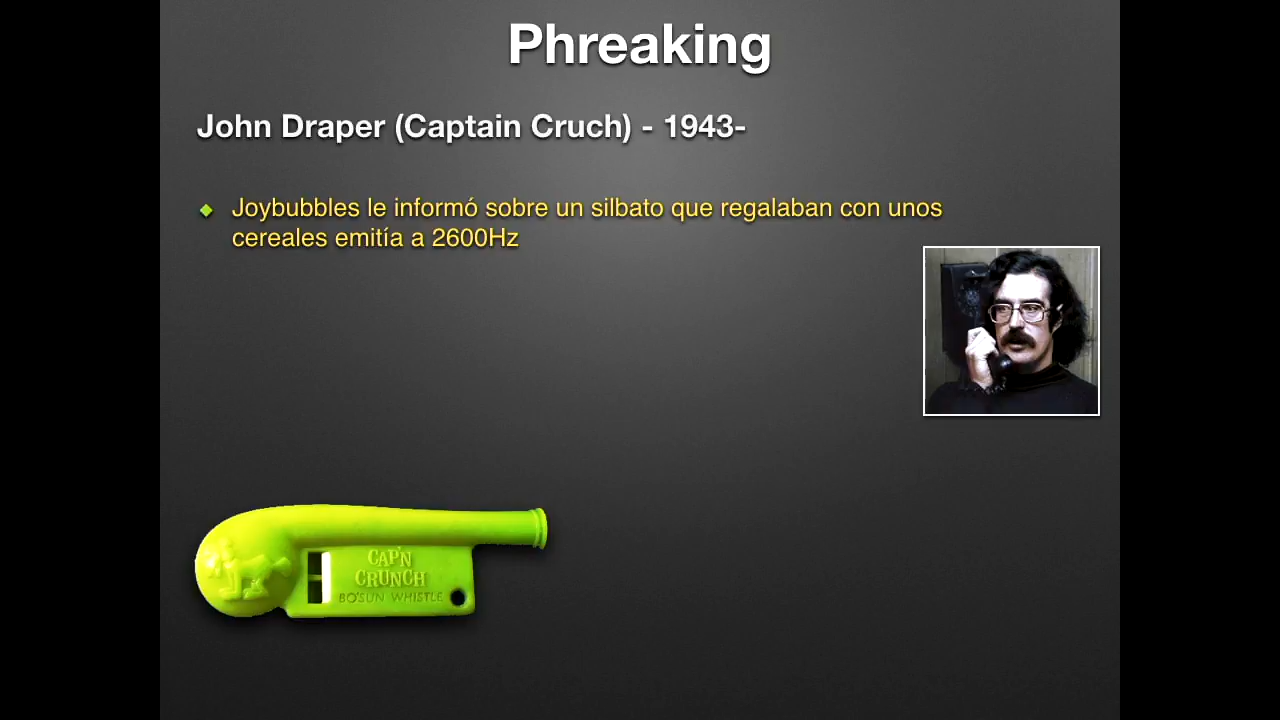 Phreaking
John Draper (Captain Cruch) - 1943-
Joybubbles le informó sobre un silbato que regalaban con unos
cereales emitía a 2600Hz
CAP'N
CRUNCH
BO'SUN WHISTLE